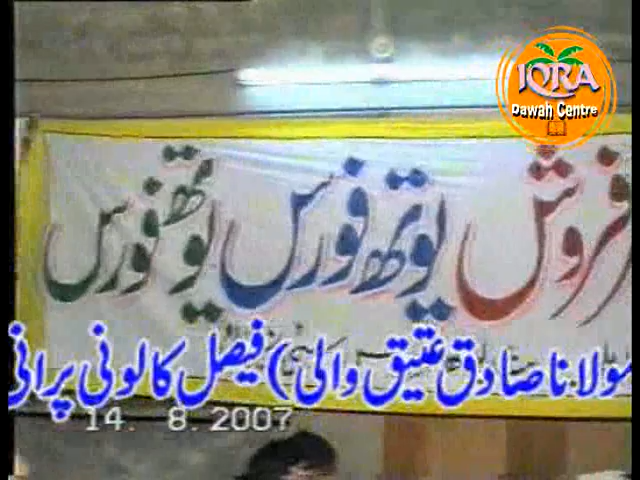 IQRA
Dawah Centre
فروش یوتھ فورس یوتھ فورس
مولانا صادق عتیق والی) فیصل کالونی پرانی
14. 8.2007